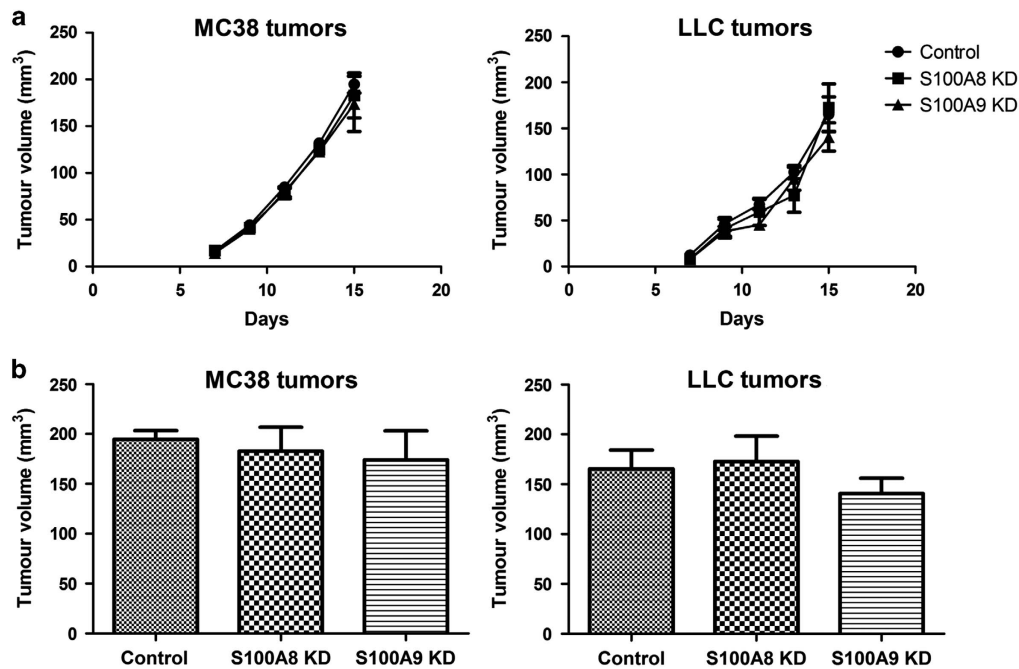 a
MC38 tumors
250
200
150
100
50
0
Tumour volume (mm³)
0 5 10 15 20
Days
LLC tumors
250
200
150
100
50
0
Tumour volume (mm³)
0 5 10 15 20
Days
Control
S100A8 KD
S100A9 KD
b
MC38 tumors
250
200
150
100
50
0
Tumour volume (mm³)
Control S100A8 KD S100A9 KD
LLC tumors
250
200
150
100
50
0
Tumour volume (mm³)
Control S100A8 KD S100A9 KD